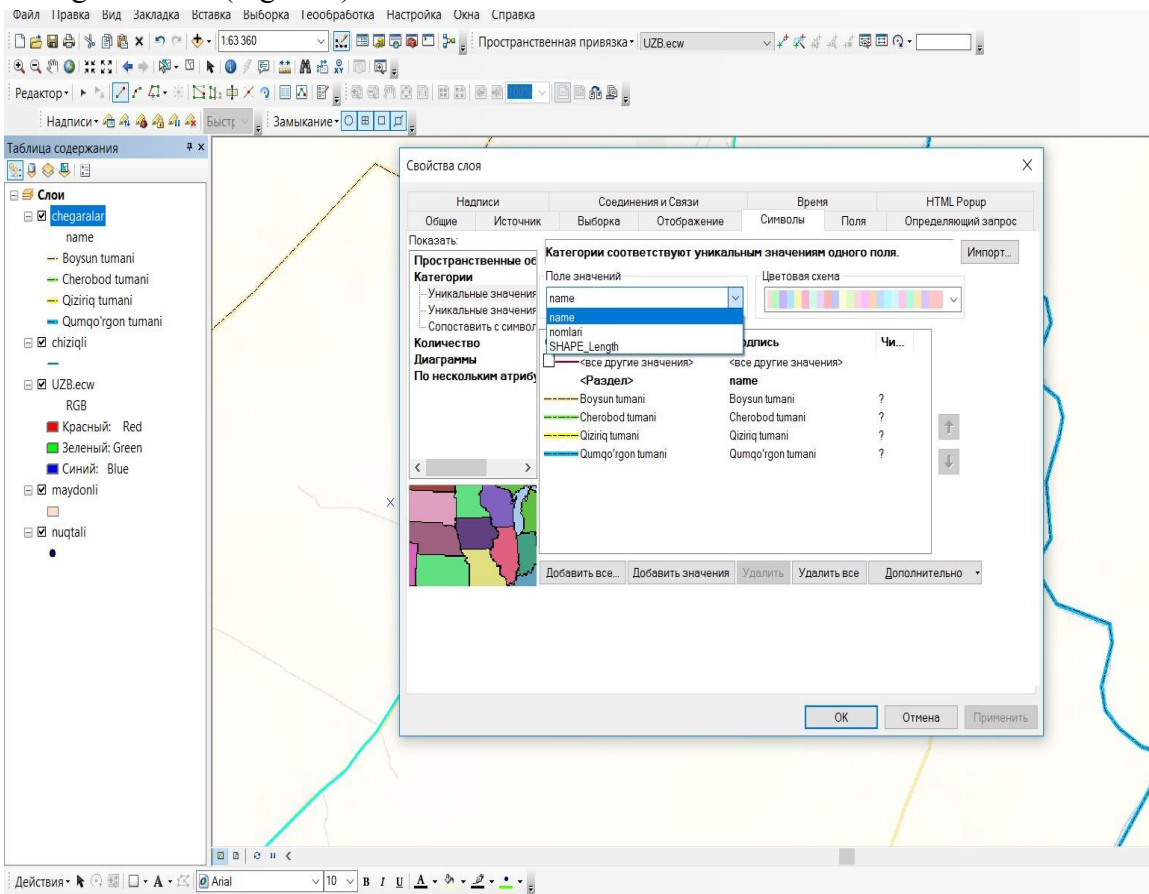 Файл Правка Вид Закладка Вставка Выборка Геообработка Настройка Окна Справка
1:63 360
Пространственная привязка
UZB.ecw
Редактор
Надписи
Быстр
Замыкание
Таблица содержания
Слои
chegaralar
name
Boysun tumani
Cherobod tumani
Qiziriq tumani
Qumqo'rgon tumani
chiziqli
UZB.ecw
RGB
Красный: Red
Зеленый: Green
Синий: Blue
maydonli
nuqtali
Свойства слоя
X
Надписи Соединения и Связи Время HTML Popup
Общие Источник Выборка Отображение Символы Поля Определяющий запрос
Показать:
Пространственные об
Категории
Уникальные значения
Уникальные значения
Сопоставить с символ
Количество
Диаграммы
По нескольким атрибу
Категории соответствуют уникальным значениям одного поля.
Импорт...
Поле значений
name
name
nomlari
SHAPE_Length
Цветовая схема
дпись Чи...
<все другие значения> <все другие значения>
<Раздел> name
Boysun tumani Boysun tumani ?
Cherobod tumani Cherobod tumani ?
Qiziriq tumani Qiziriq tumani ?
Qumqo'rgon tumani Qumqo'rgon tumani ?
Добавить все... Добавить значения Удалить Удалить все Дополнительно
OK Отмена Применить
Действия
A
Arial
10
B I U A